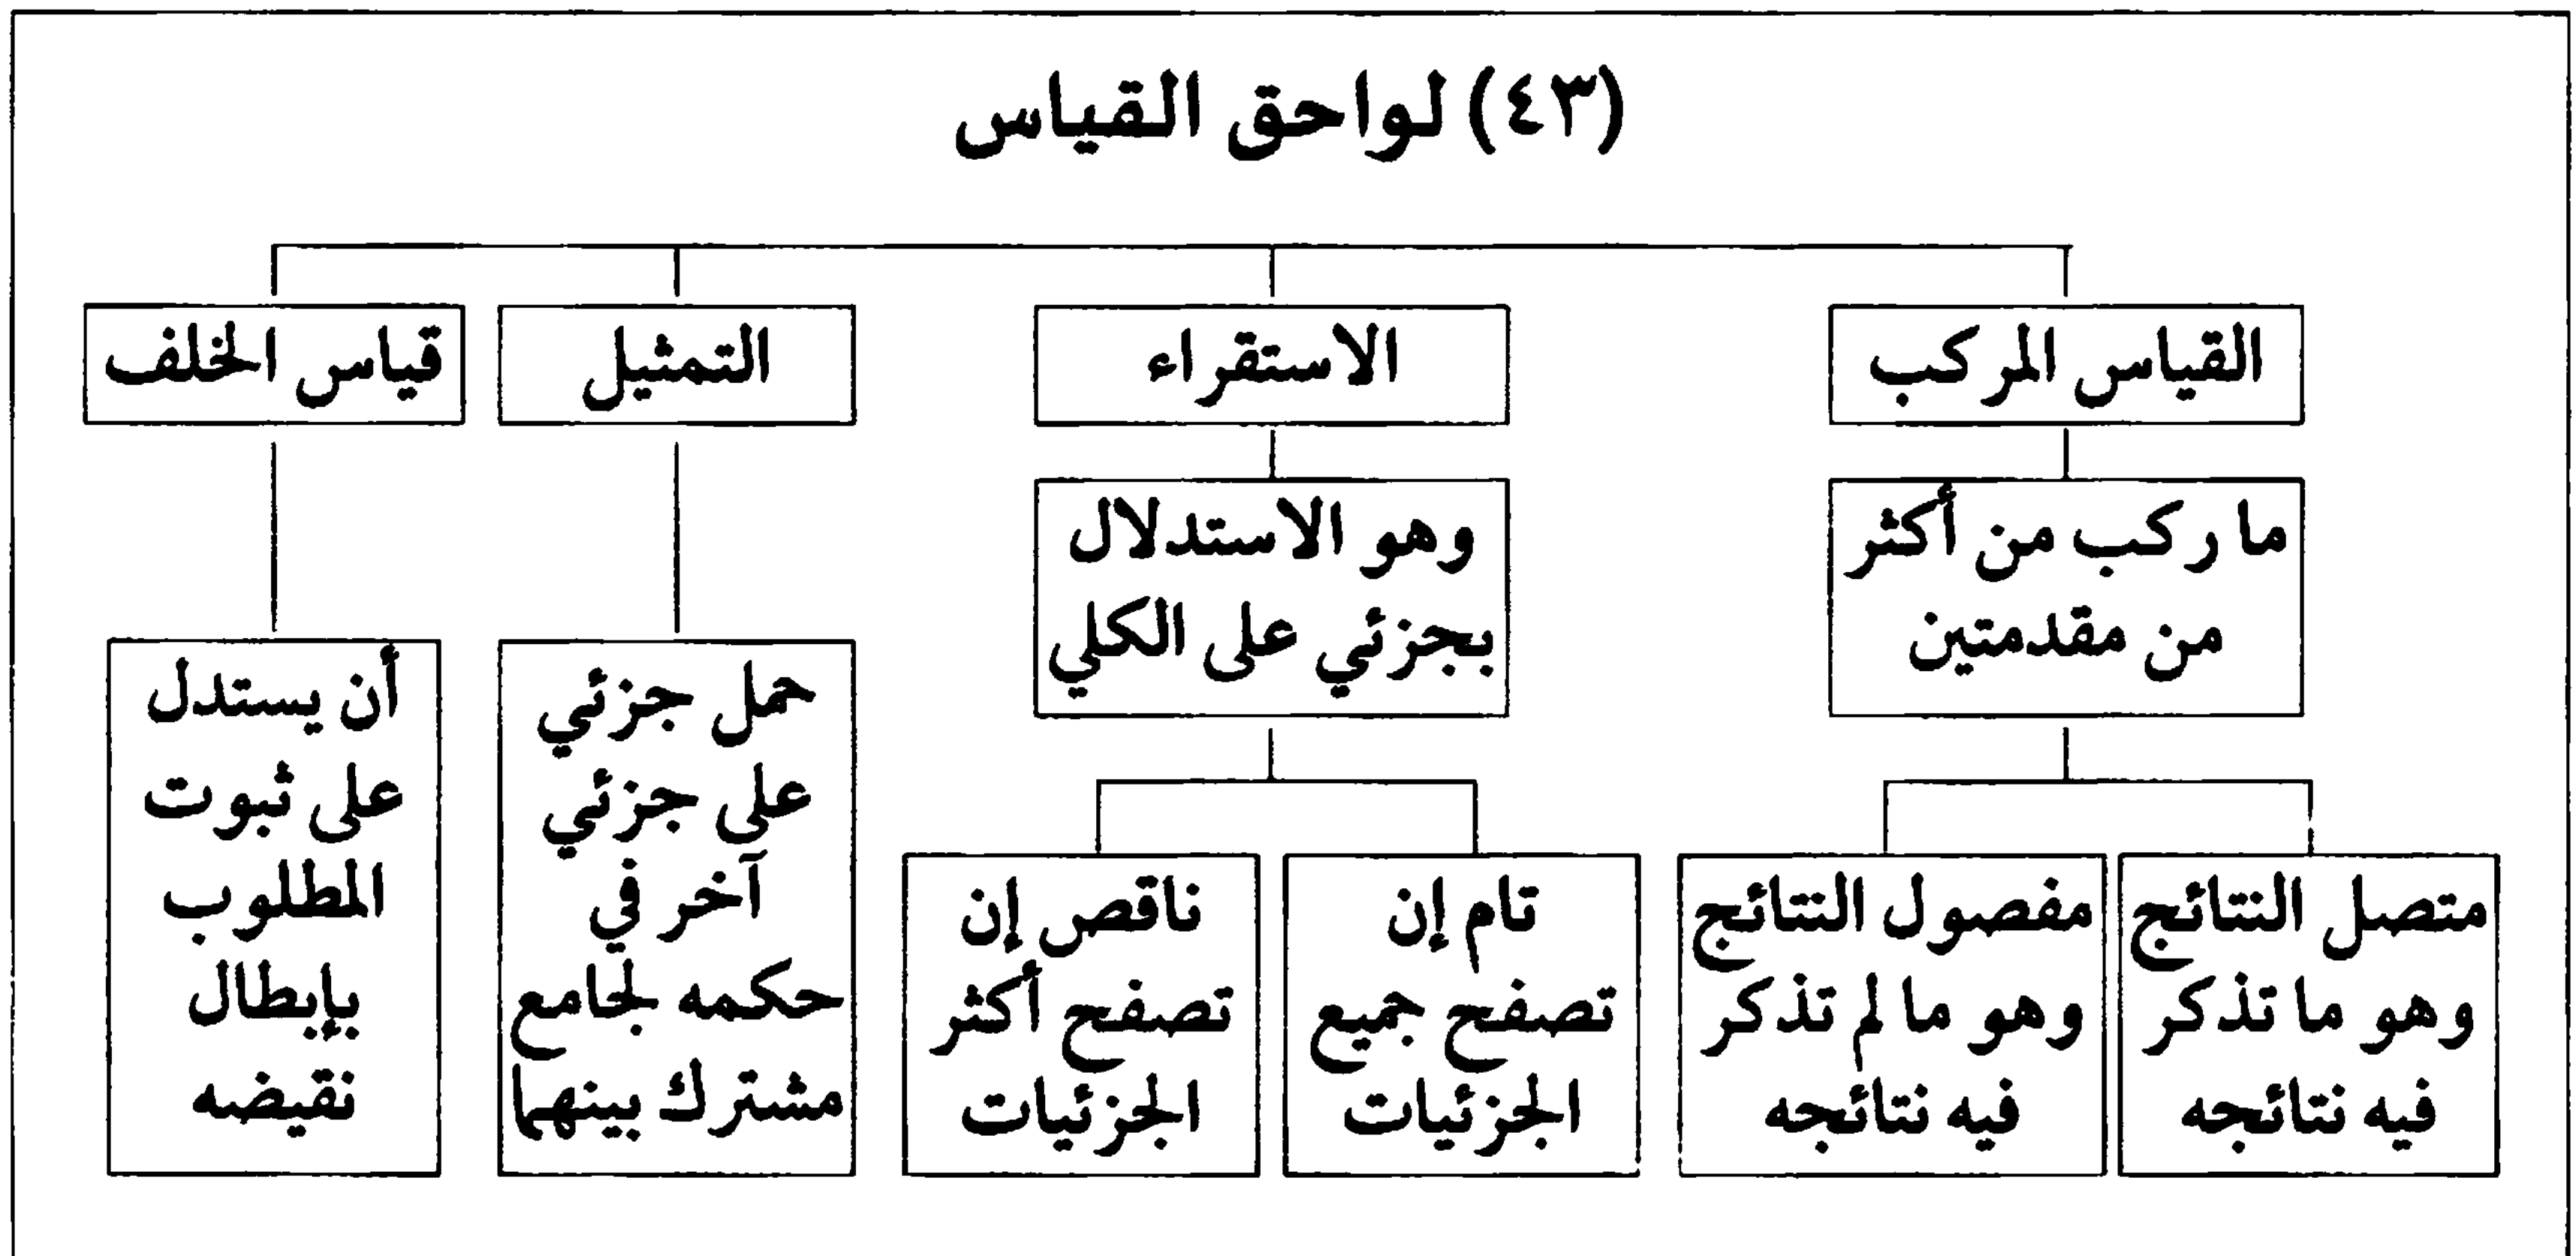 (٤٣) لواحق القياس
القياس المركب
الاستقراء
التمثيل
قياس الخلف
ما ركب من أكثر
من مقدمتين
وهو الاستدلال
بجزئي على الكلي
متصل النتائج
وهو ما تذكر
فيه نتائجه
مفصول النتائج
وهو ما لم تذكر
فيه نتائجه
تام إن
تصفح جميع
الجزئيات
ناقص إن
تصفح أكثر
الجزئيات
حمل جزئي
على جزئي
آخر في
حكمه لجامع
مشترك بينهما
أن يستدل
على ثبوت
المطلوب
بإبطال
نقيضه